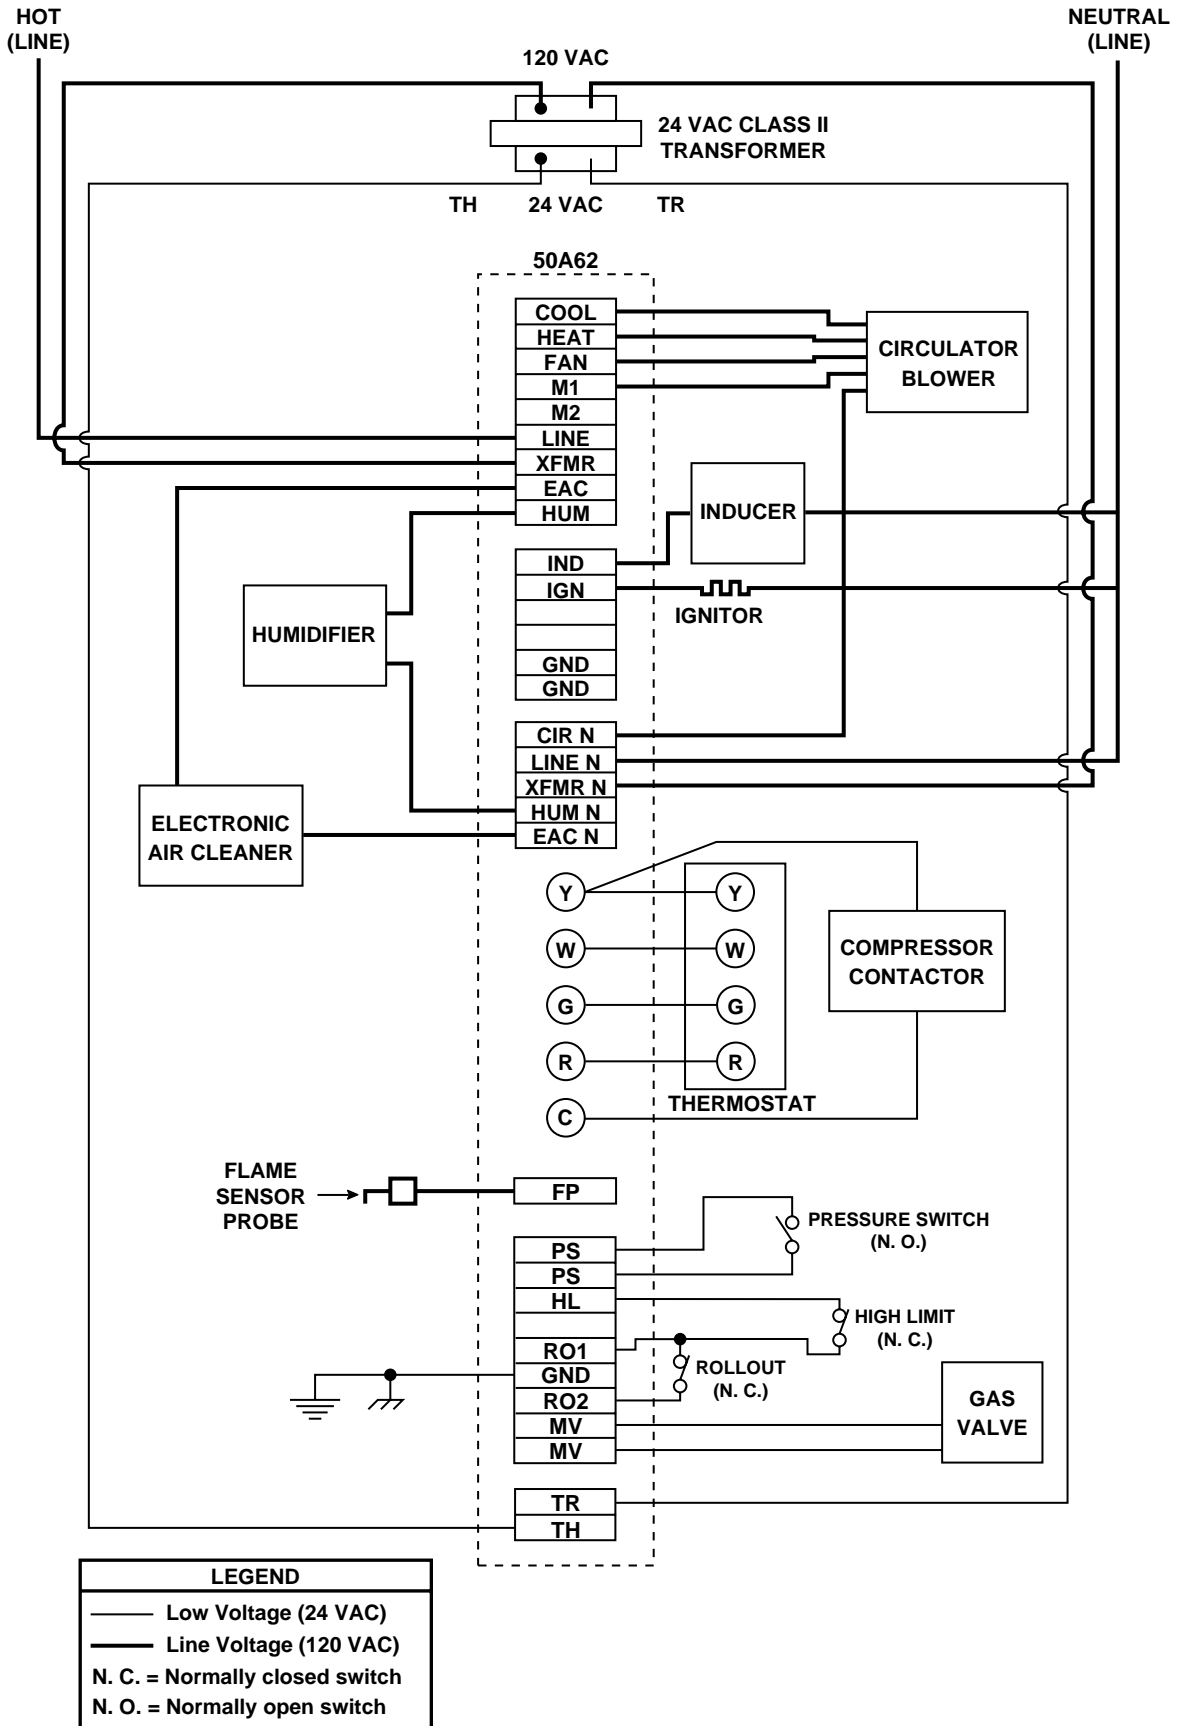 HOT
(LINE)
NEUTRAL
(LINE)
120 VAC
24 VAC CLASS II
TRANSFORMER
TH
24 VAC
TR
50A62
COOL
HEAT
FAN
M1
M2
LINE
XFMR
EAC
HUM
CIRCULATOR
BLOWER
INDUCER
IND
IGN
GND
GND
IGNITOR
HUMIDIFIER
CIR N
LINE N
XFMR N
HUM N
EAC N
ELECTRONIC
AIR CLEANER
Y
W
G
R
C
Y
W
G
R
THERMOSTAT
COMPRESSOR
CONTACTOR
FLAME
SENSOR
PROBE
FP
PS
PS
HL
RO1
GND
RO2
MV
MV
PRESSURE SWITCH
(N. O.)
HIGH LIMIT
(N. C.)
ROLLOUT
(N. C.)
GAS
VALVE
TR
TH
LEGEND
Low Voltage (24 VAC)
Line Voltage (120 VAC)
N. C. = Normally closed switch
N. O. = Normally open switch